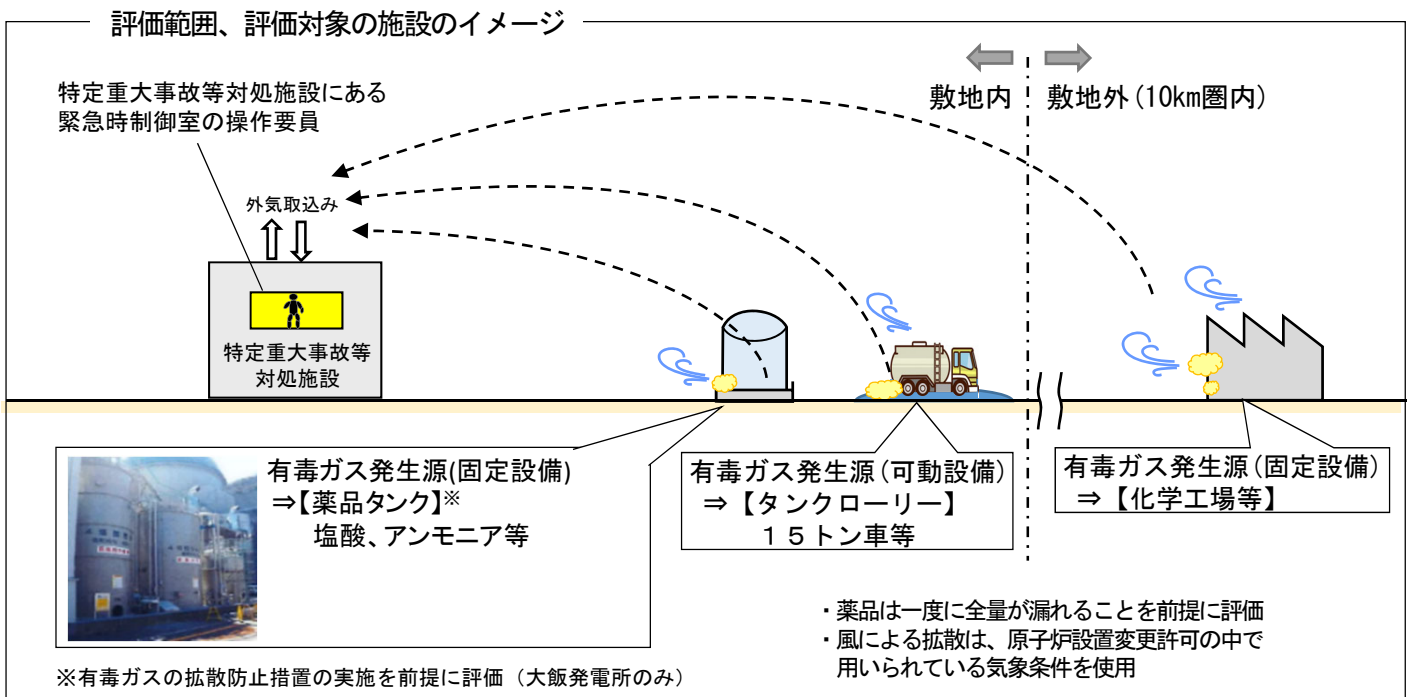 評価範囲、評価対象の施設のイメージ
特定重大事故等対処施設にある
緊急時制御室の操作要員
敷地内
敷地外(10km圏内)
外気取込み
特定重大事故等
対処施設
有毒ガス発生源(固定設備)
⇒【薬品タンク】※
塩酸、アンモニア等
有毒ガス発生源(可動設備)
⇒【タンクローリー】
15トン車等
有毒ガス発生源(固定設備)
⇒【化学工場等】
・薬品は一度に全量が漏れることを前提に評価
・風による拡散は、原子炉設置変更許可の中で
用いられている気象条件を使用
※有毒ガスの拡散防止措置の実施を前提に評価(大飯発電所のみ)